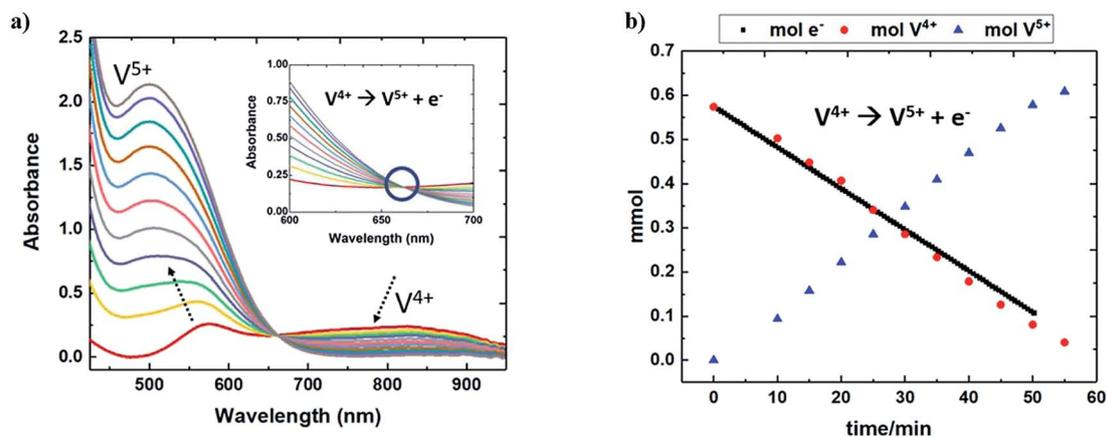 a)
2.5
2.0
1.5
1.0
0.5
0.0
Absorbance
500 600 700 800 900
Wavelength (nm)
V⁵⁺
V⁴⁺
1.00
0.75
0.50
0.25
0.00
Absorbance
600 650 700
Wavelength (nm)
V⁴⁺ → V⁵⁺ + e⁻
b)
mol e⁻ mol V⁴⁺ mol V⁵⁺
0.7
0.6
0.5
0.4
0.3
0.2
0.1
0.0
mmol
V⁴⁺ → V⁵⁺ + e⁻
0 10 20 30 40 50 60
time/min